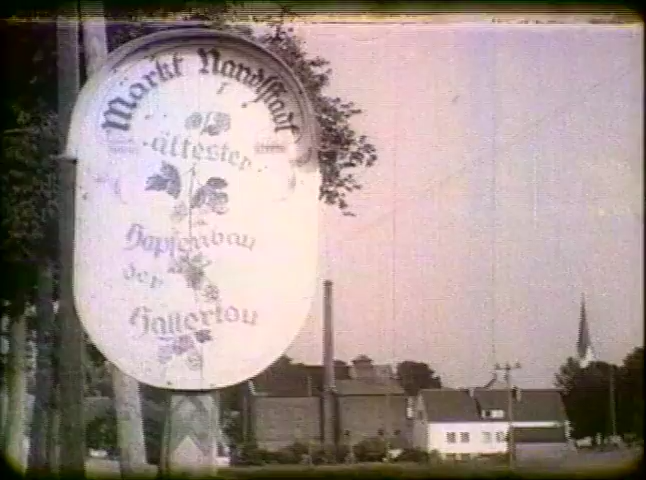 Markt Nandlstadt
ältester
Hopfenbau
der
Hallertau